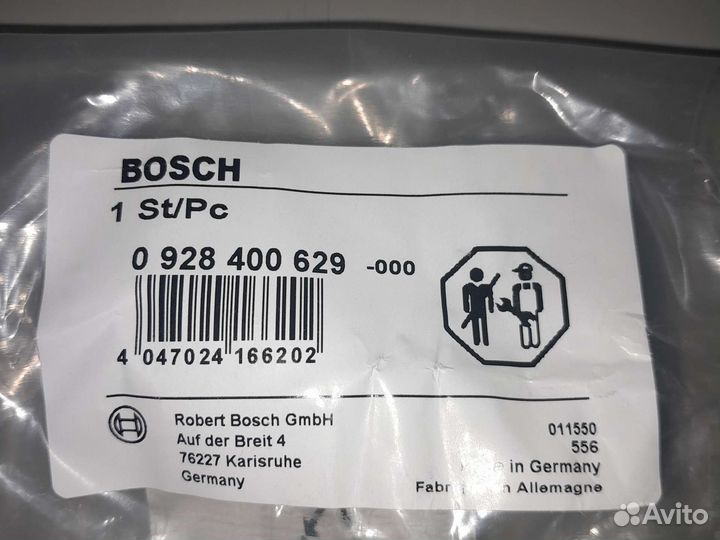 BOSCH
1 St/Pc
0 928 400 629 -000
4 047024 166202
Robert Bosch GmbH
Auf der Breit 4
76227 Karlsruhe
Germany
011550
556
in Germany
Allemagne
Avito